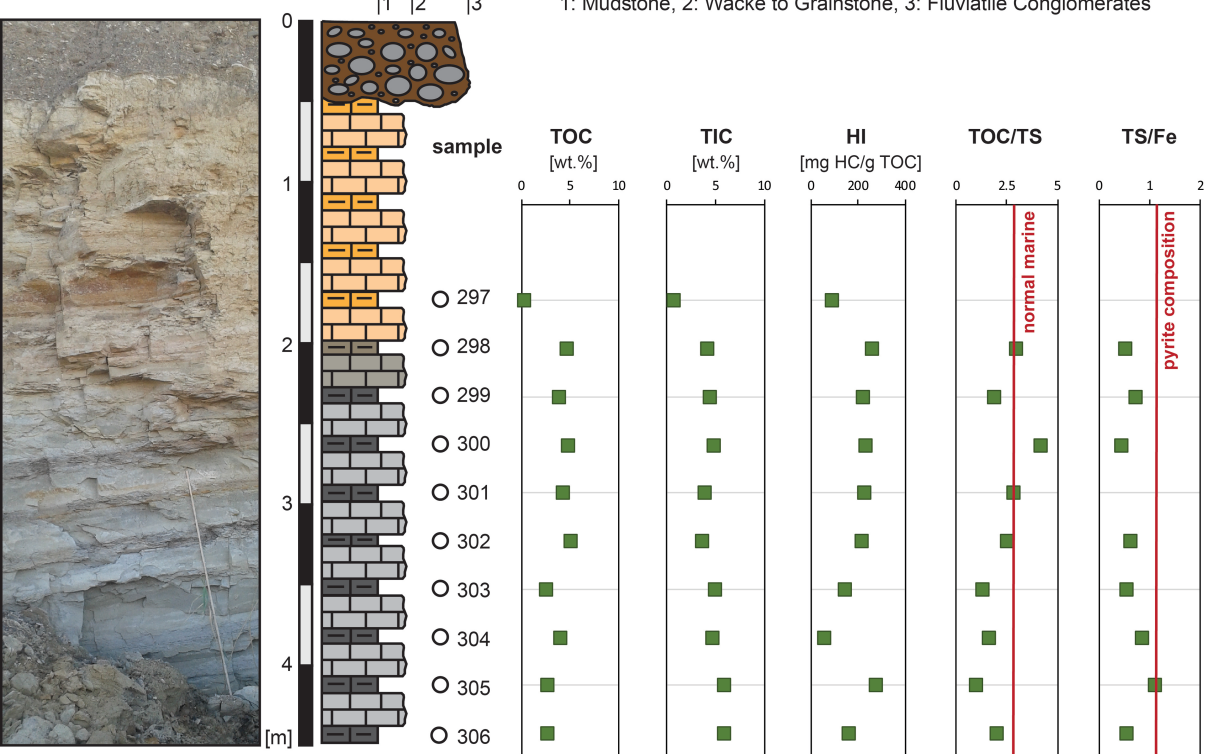 |1 |2 |3 1: Mudstone, 2: Wacke to Grainstone, 3: Fluviatile Conglomerates
0
1
2
3
4
[m]
sample
TOC TIC HI TOC/TS TS/Fe
[wt.%] [wt.%] [mg HC/g TOC]
0 5 10 0 5 10 0 200 400 0 2.5 5 0 1 2
normal marine
pyrite composition
297
298
299
300
301
302
303
304
305
306